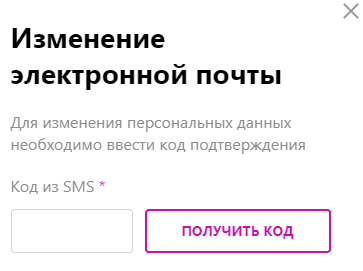 Изменение
электронной почты
Для изменения персональных данных
необходимо ввести код подтверждения
Код из SMS *
ПОЛУЧИТЬ КОД